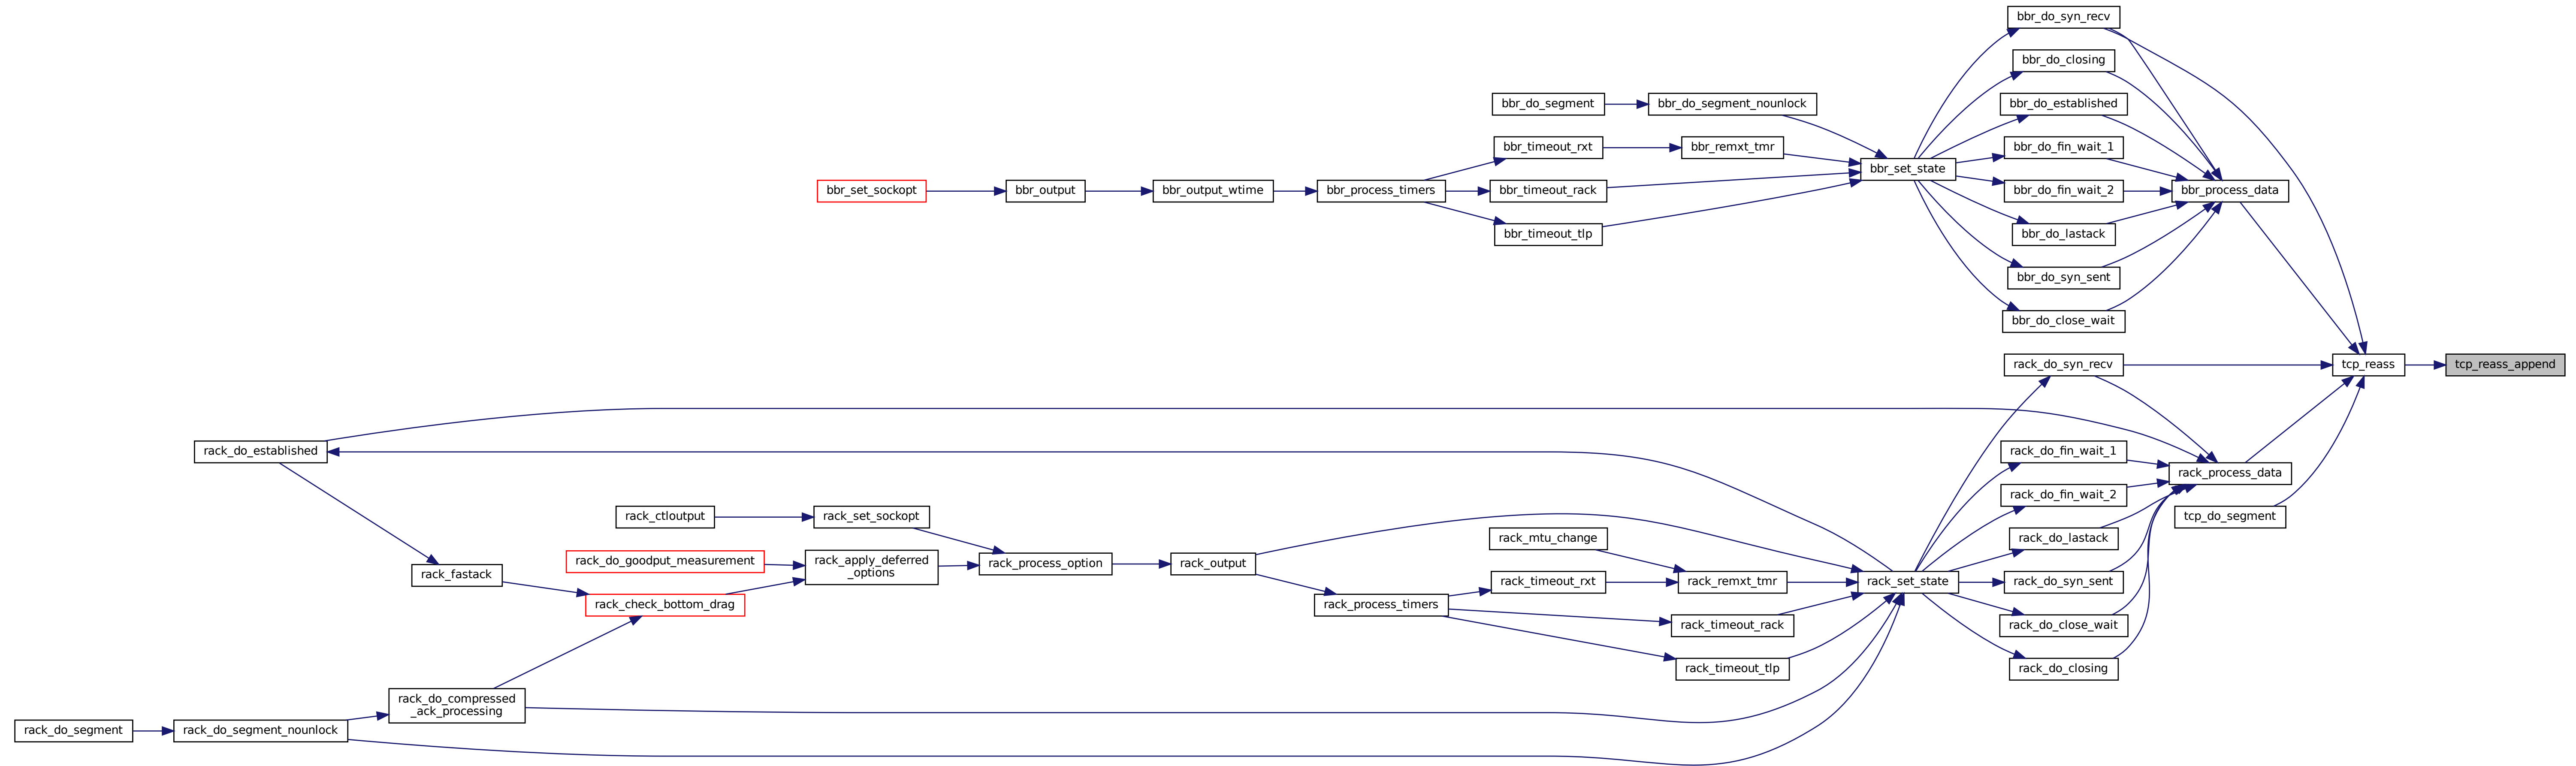 bbr_do_syn_recv
bbr_do_closing
bbr_do_segment
bbr_do_segment_nounlock
bbr_do_established
bbr_timeout_rxt
bbr_remxt_tmr
bbr_do_fin_wait_1
bbr_set_state
bbr_set_sockopt
bbr_output
bbr_output_wtime
bbr_process_timers
bbr_timeout_rack
bbr_do_fin_wait_2
bbr_process_data
bbr_timeout_tlp
bbr_do_lastack
bbr_do_syn_sent
bbr_do_close_wait
rack_do_syn_recv
tcp_reass
tcp_reass_append
rack_do_established
rack_do_fin_wait_1
rack_process_data
rack_do_fin_wait_2
rack_ctloutput
rack_set_sockopt
tcp_do_segment
rack_mtu_change
rack_do_lastack
rack_do_goodput_measurement
rack_apply_deferred
_options
rack_process_option
rack_output
rack_fastack
rack_timeout_rxt
rack_remxt_tmr
rack_set_state
rack_do_syn_sent
rack_check_bottom_drag
rack_process_timers
rack_timeout_rack
rack_do_close_wait
rack_timeout_tlp
rack_do_closing
rack_do_compressed
_ack_processing
rack_do_segment
rack_do_segment_nounlock